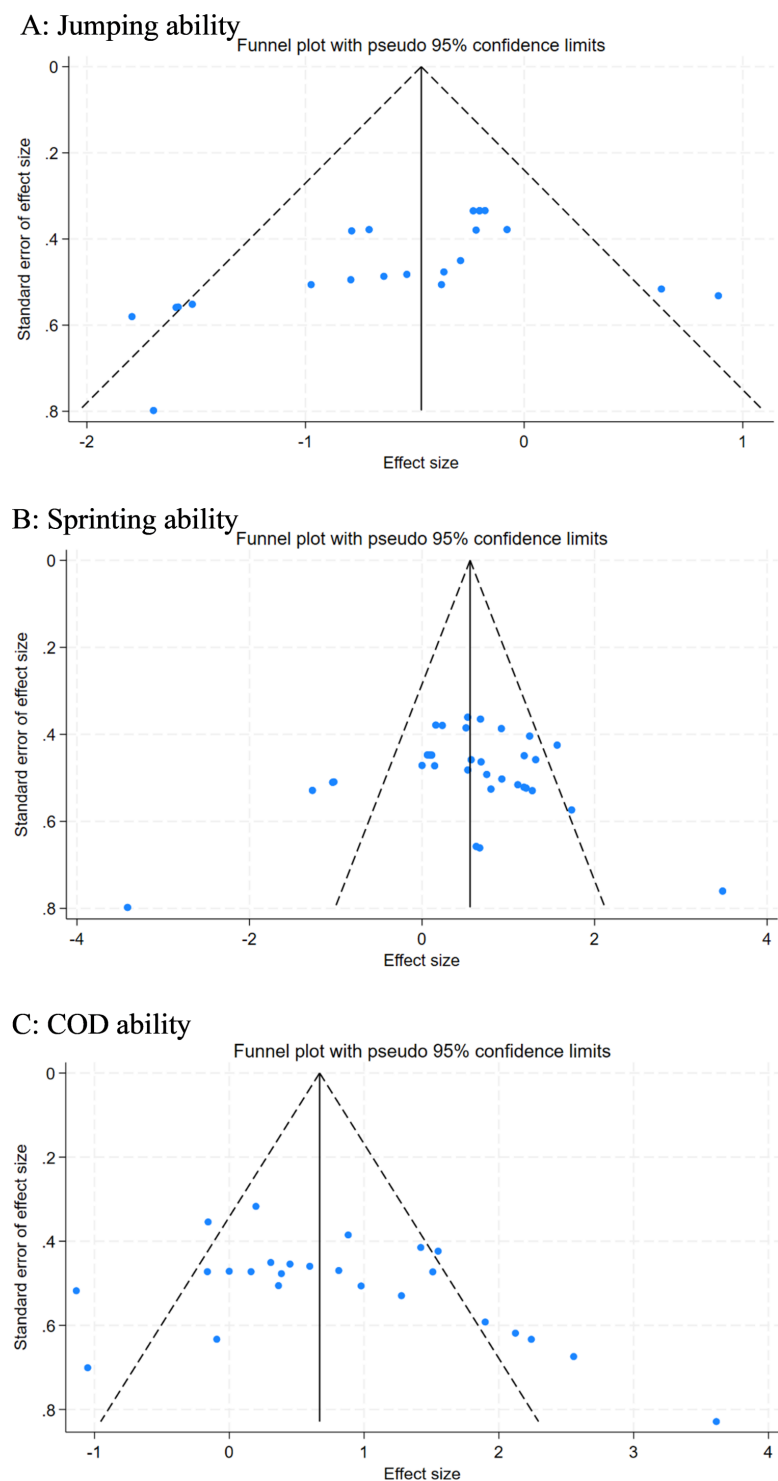 A: Jumping ability
Funnel plot with pseudo 95% confidence limits
Standard error of effect size
0
.2
.4
.6
.8
-2 -1 0 1
Effect size
B: Sprinting ability
Funnel plot with pseudo 95% confidence limits
Standard error of effect size
0
.2
.4
.6
.8
-4 -2 0 2 4
Effect size
C: COD ability
Funnel plot with pseudo 95% confidence limits
Standard error of effect size
0
.2
.4
.6
.8
-1 0 1 2 3 4
Effect size